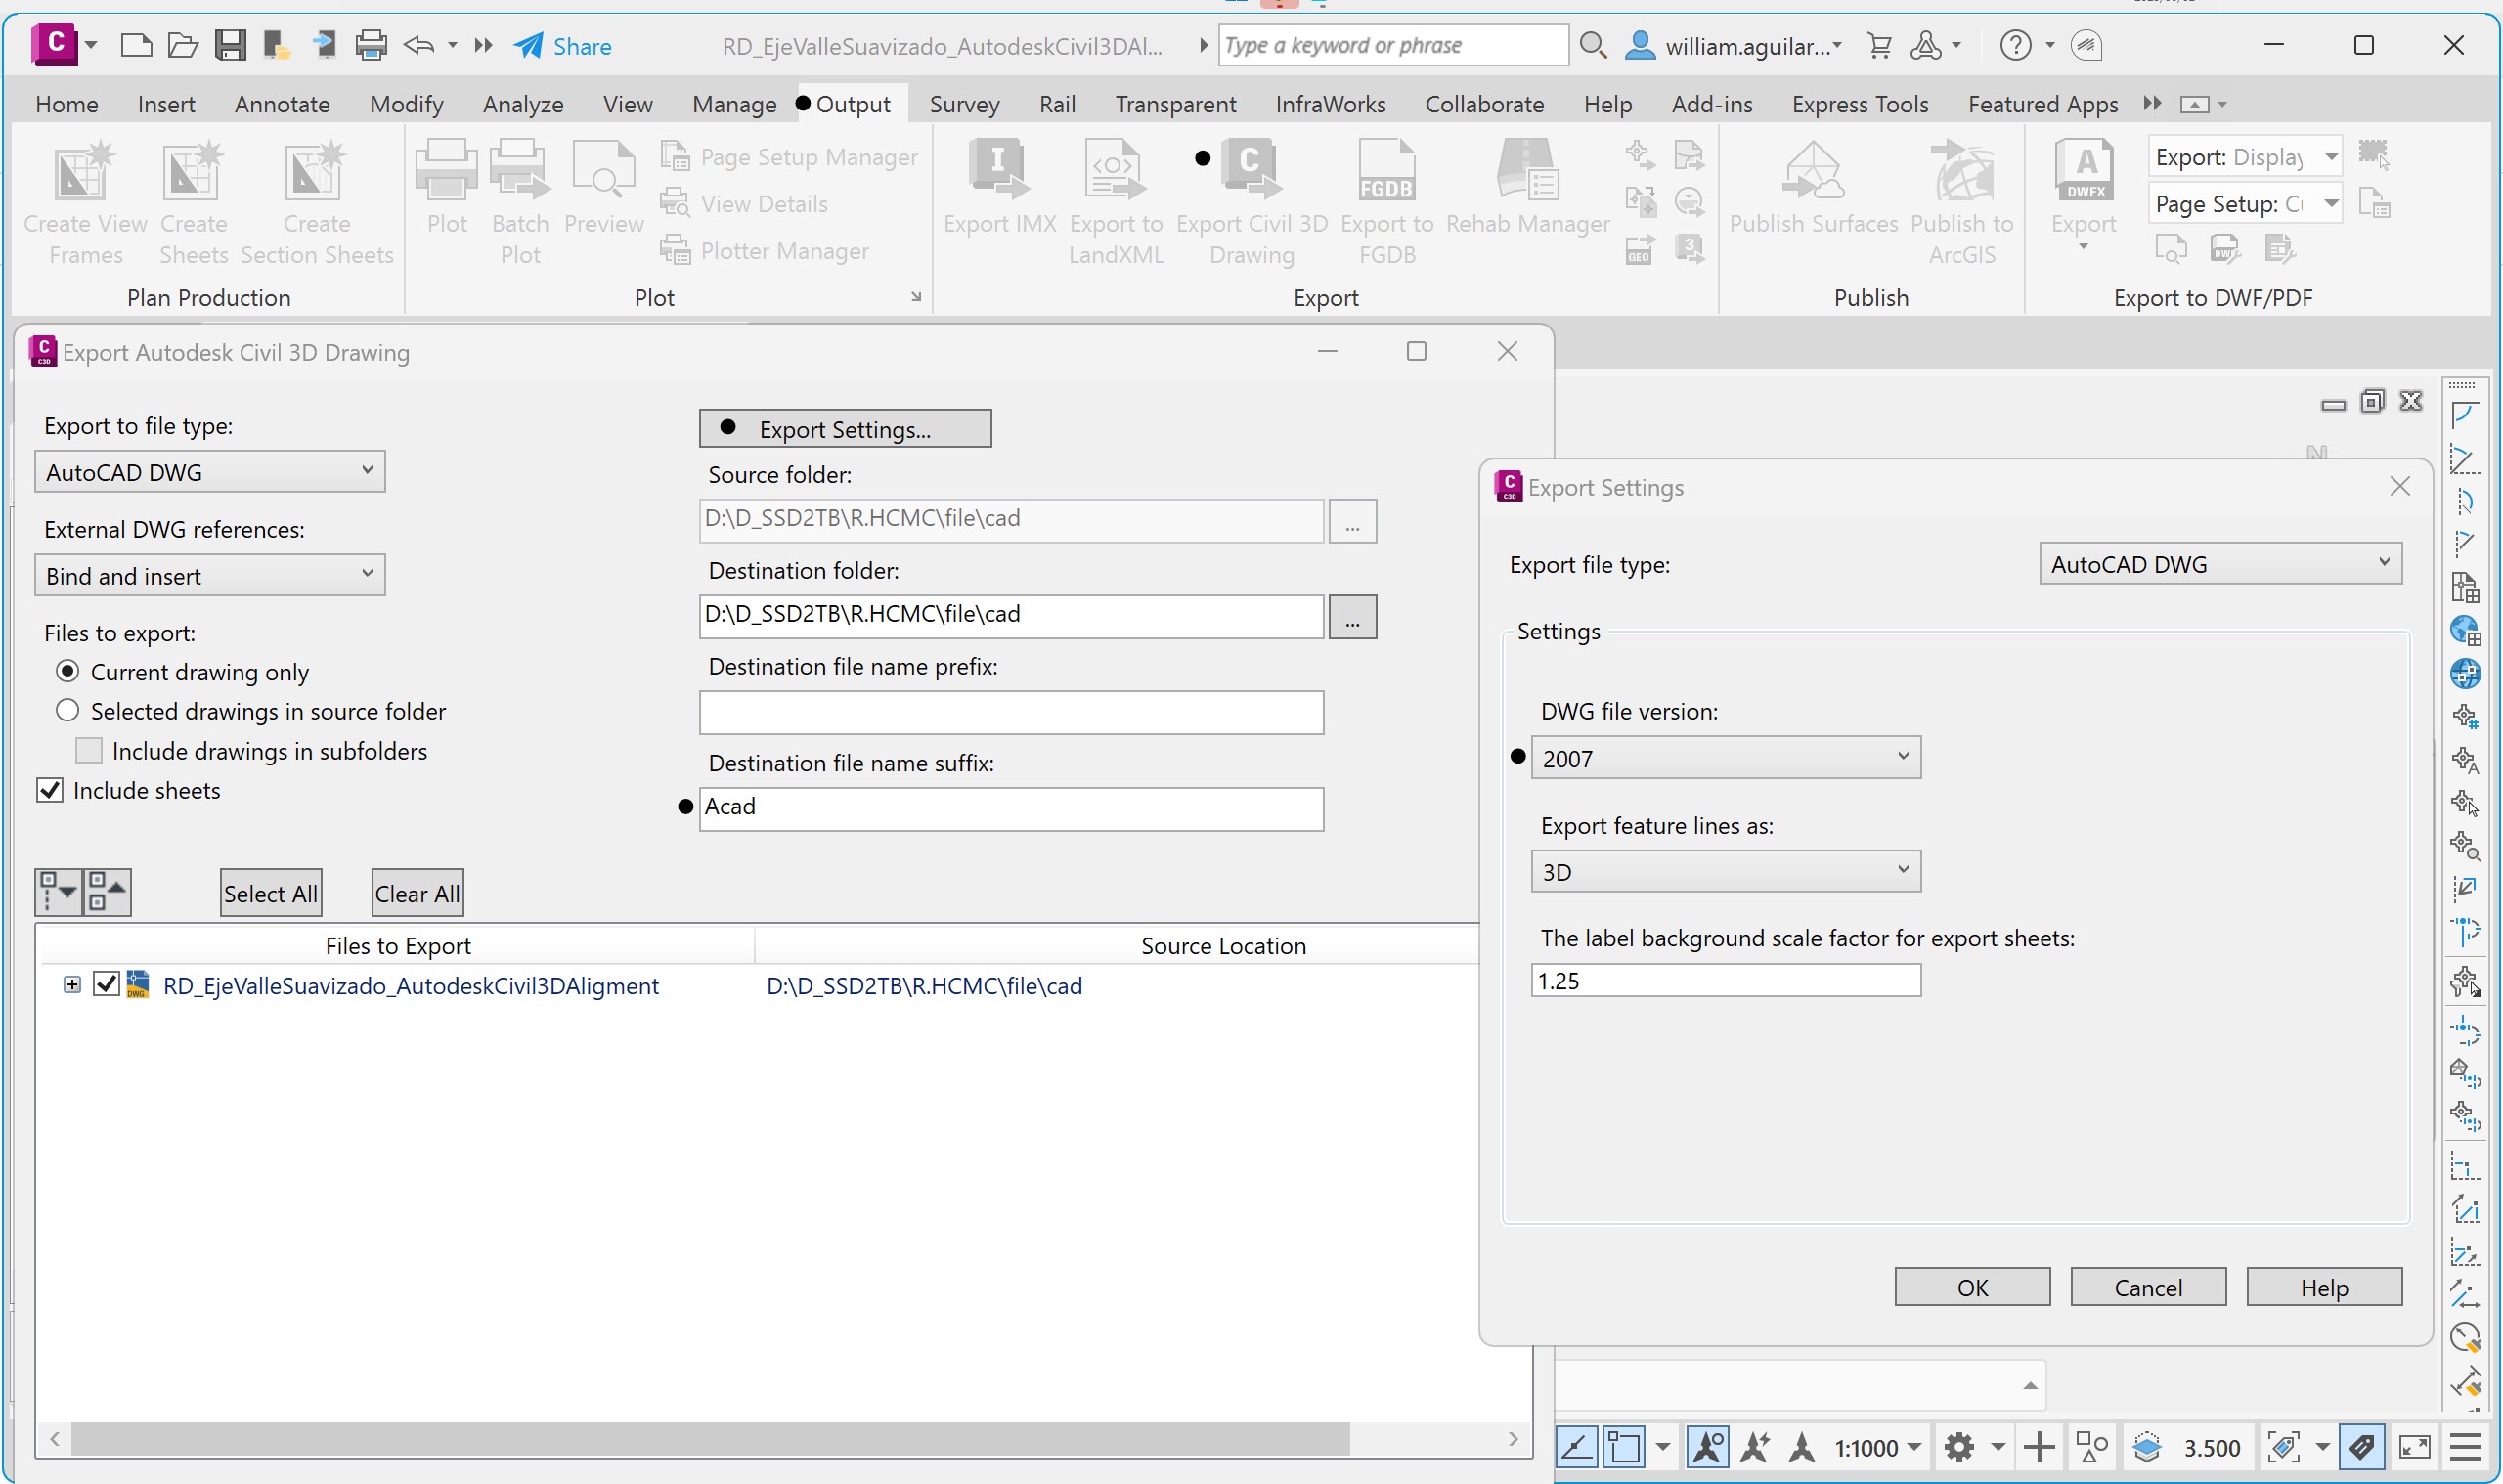 Share
RD_EjeValleSuavizado_AutodeskCivil3DAl...
Type a keyword or phrase
william.aguilar...
Home Insert Annotate Modify Analyze View Manage Output Survey Rail Transparent InfraWorks Collaborate Help Add-ins Express Tools Featured Apps
Create View Frames
Create Sheets
Create Section Sheets
Plan Production
Plot
Batch Plot
Preview
Page Setup Manager
View Details
Plotter Manager
Plot
Export IMX
Export to LandXML
Export Civil 3D Drawing
FGDB
Export to FGDB
Rehab Manager
GEO
Export
Publish Surfaces
Publish to ArcGIS
Publish
DWFX
Export
Export: Display
Page Setup:
Export to DWF/PDF
Export Autodesk Civil 3D Drawing
Export to file type:
AutoCAD DWG
External DWG references:
Bind and insert
Files to export:
Current drawing only
Selected drawings in source folder
Include drawings in subfolders
Include sheets
Export Settings...
Source folder:
D:\D_SSD2TB\R.HCMC\file\cad
...
Destination folder:
D:\D_SSD2TB\R.HCMC\file\cad
...
Destination file name prefix:
Destination file name suffix:
Acad
Select All
Clear All
Files to Export
Source Location
RD_EjeValleSuavizado_AutodeskCivil3DAligment
D:\D_SSD2TB\R.HCMC\file\cad
Export Settings
Export file type:
AutoCAD DWG
Settings
DWG file version:
2007
Export feature lines as:
3D
The label background scale factor for export sheets:
1.25
OK
Cancel
Help
1:1000
3.500